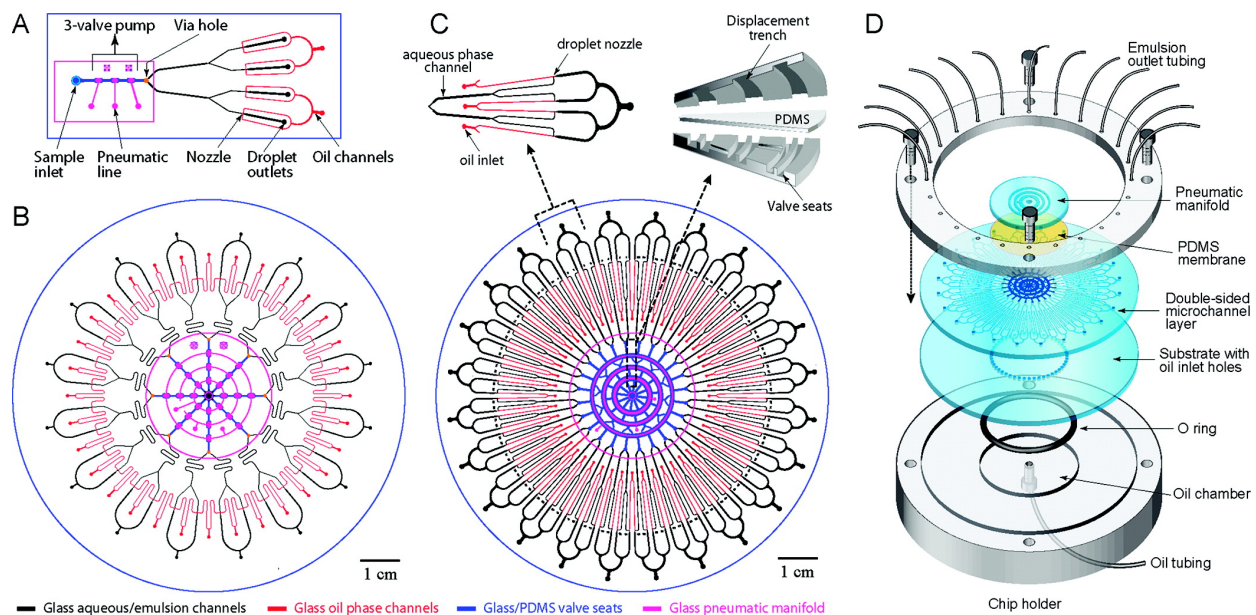 A
3-valve pump
Via hole
Sample
inlet
Pneumatic
line
Nozzle
Droplet
outlets
Oil channels
B
1 cm
C
aqueous phase
channel
droplet nozzle
oil inlet
Displacement
trench
PDMS
Valve seats
1 cm
Glass aqueous/emulsion channels
Glass oil phase channels
Glass/PDMS valve seats
Glass pneumatic manifold
D
Emulsion
outlet tubing
Pneumatic
manifold
PDMS
membrane
Double-sided
microchannel
layer
Substrate with
oil inlet holes
O ring
Oil chamber
Oil tubing
Chip holder